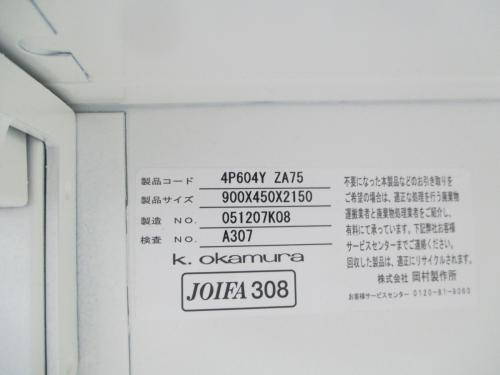 製品コード 4P604Y ZA75
製品サイズ 900X450X2150
製造 NO. 051207K08
検査 NO. A307
k. okamura
JOIFA 308
不要になった本製品などのお引き取りを
ご希望の場合は、適正な処理を行う廃棄物
運搬業者と廃棄物処理業者をご紹介し、
有料にて承っています。下記弊社お客様
サービスセンターまでご連絡ください。
回収した製品は、適正にリサイクルされます。
株式会社 岡村製作所
お客様サービスセンター 0120-81-9060